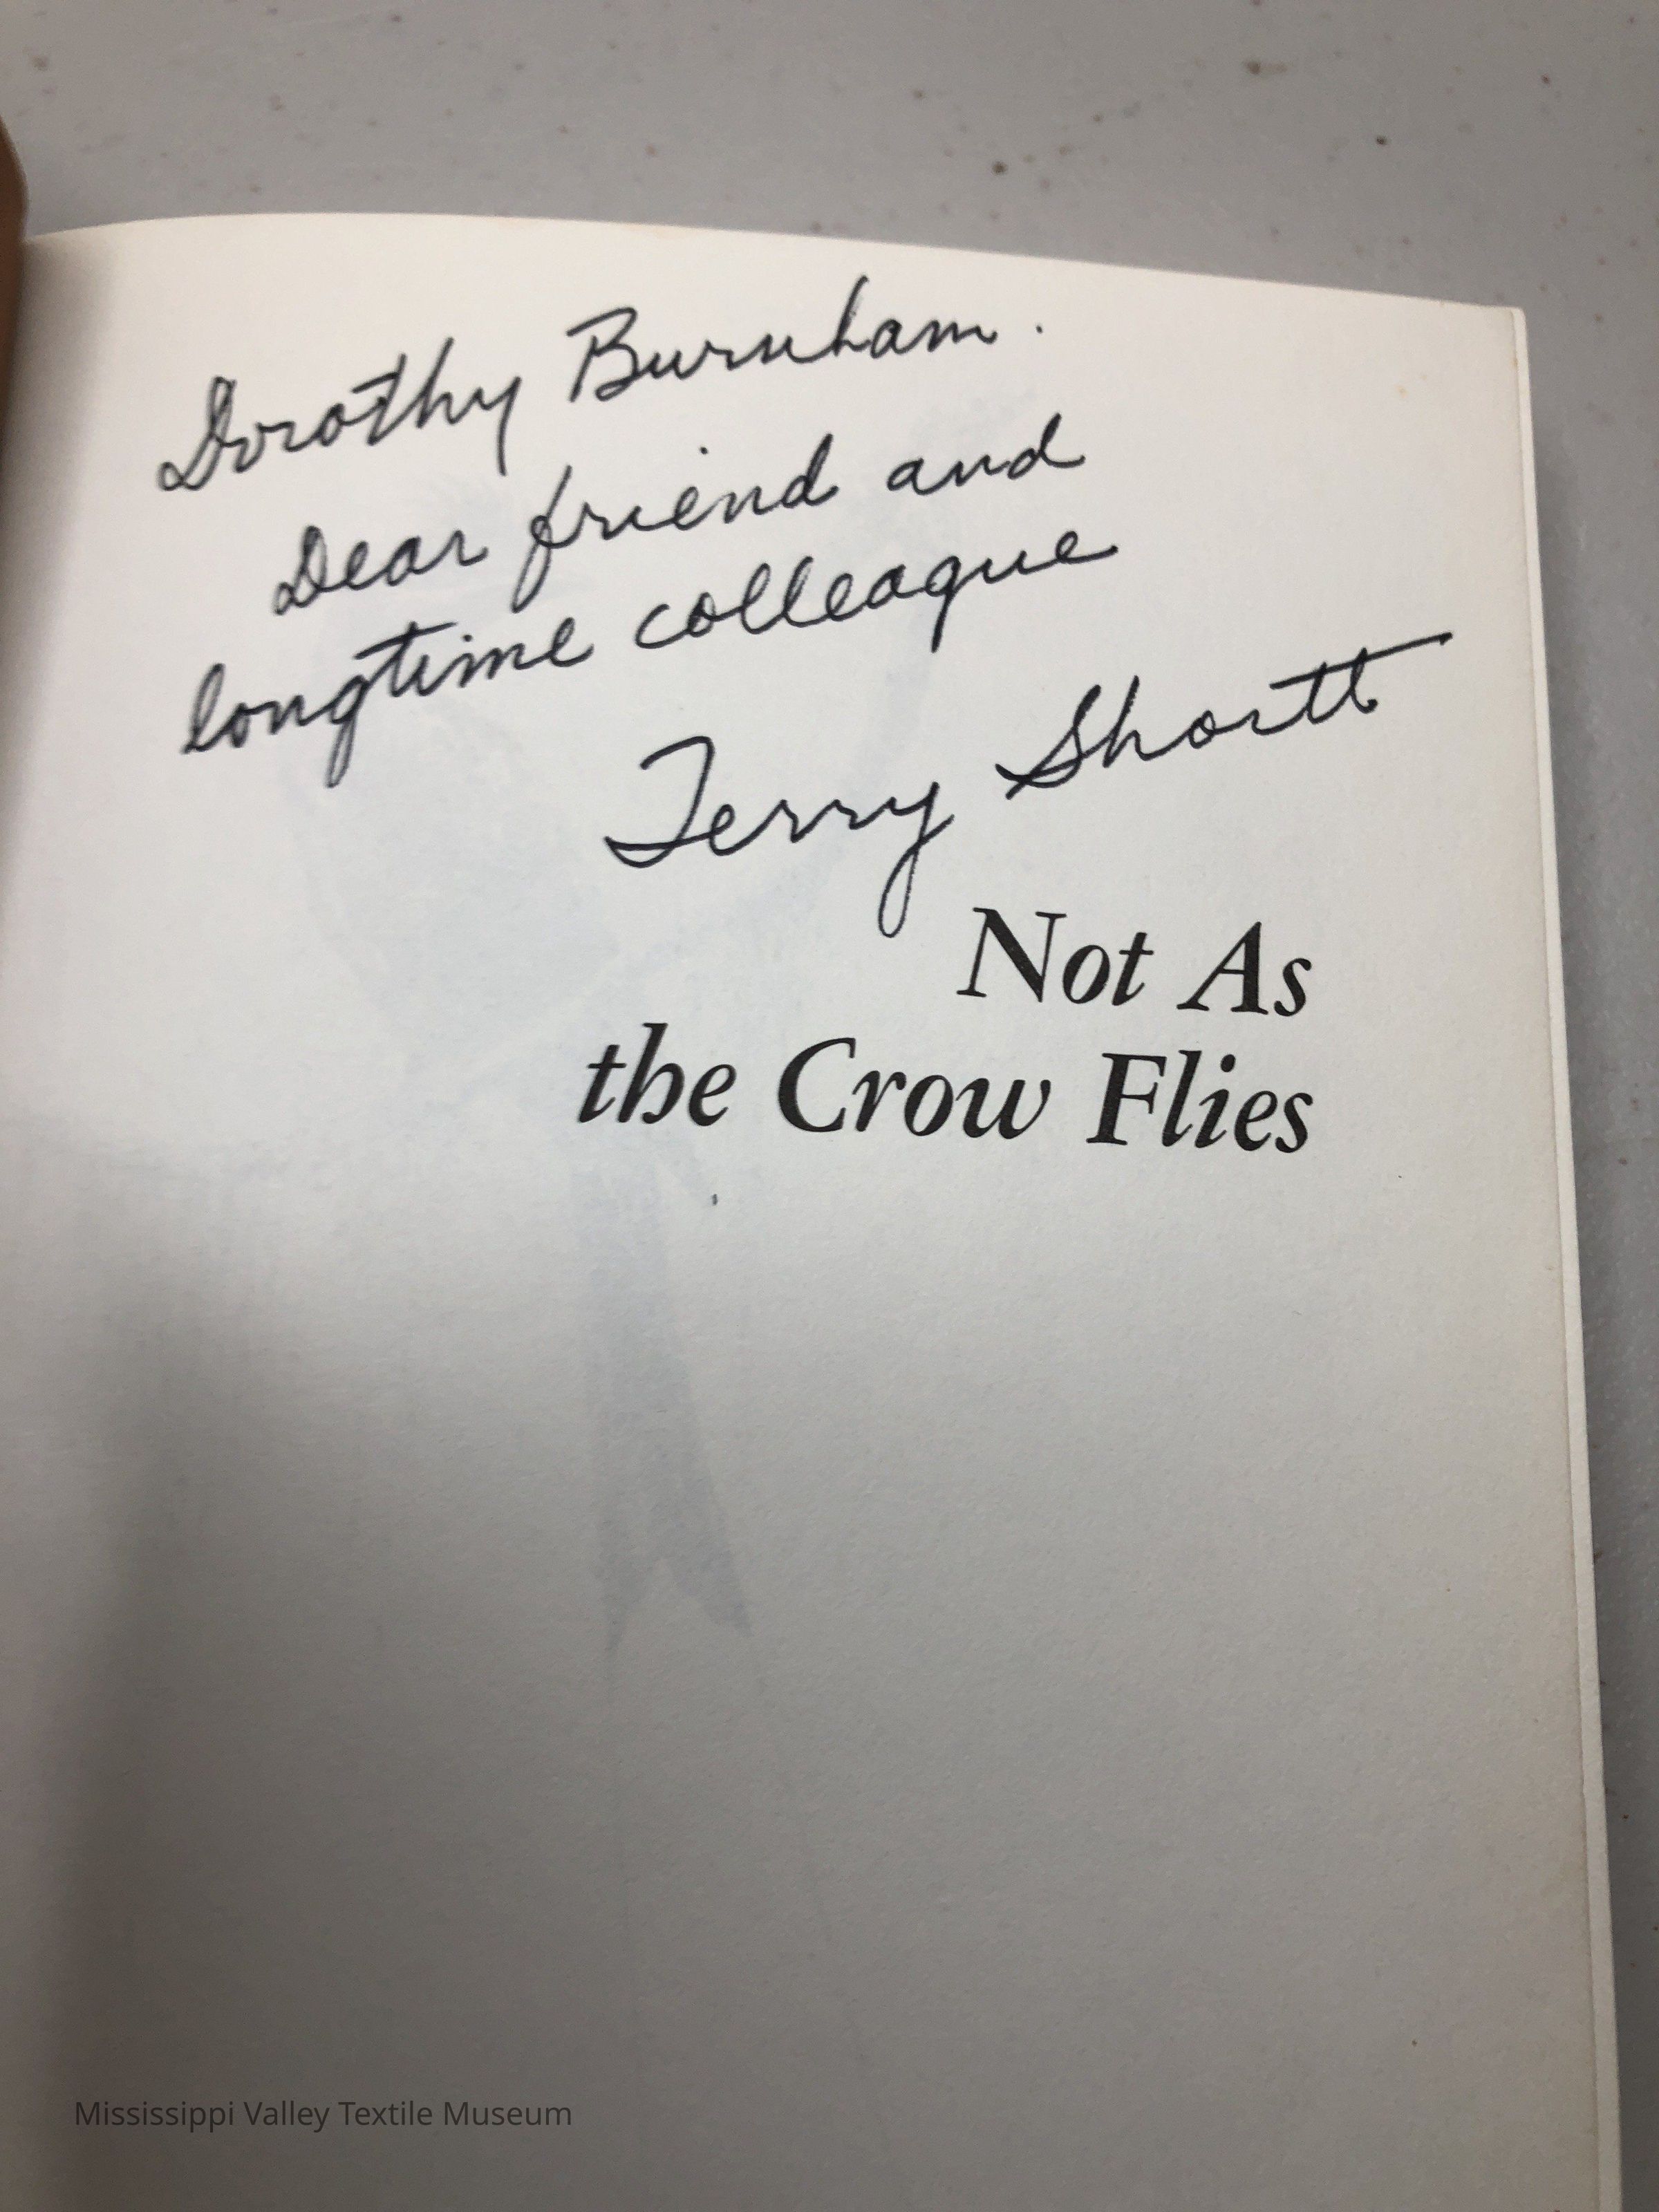 Dorothy Burnham.
Dear friend and
longtime colleague
Terry Shortt
Not As
the Crow Flies
Mississippi Valley Textile Museum